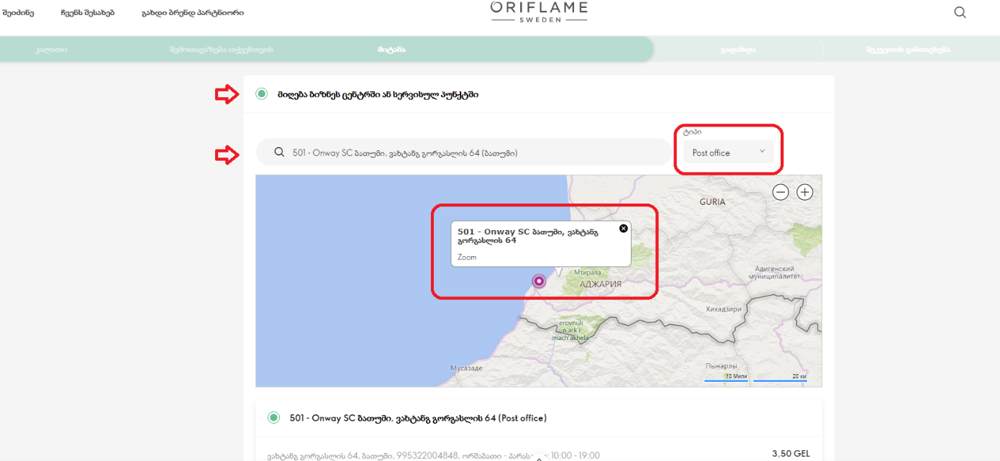 შეიძინე ჩვენს შესახებ გახდი ბრენდ პარტნიორი
ORIFLAME
SWEDEN
კალათი შემოთავაზება თქვენთვის მიტანა გადახდა შეკვეთის განთავსება
მიღება ბიზნეს ცენტრში ან სერვისულ პუნქტში
ტიპი
501 - Onway SC ბათუმი, ვახტანგ გორგასლის 64 (ბათუმი) Post office
GURIA
501 - Onway SC ბათუმი, ვახტანგ
გორგასლის 64
Zoom
Мтирала
АДЖАРИЯ
Адигенский
муниципалитет
Хихадзири
erovnuli
p'ark'i
mach'akhela
Мусазаде
Пынарлы
10 Мили 20 км
501 - Onway SC ბათუმი, ვახტანგ გორგასლის 64 (Post office)
ვახტანგ გორგასლის 64, ბათუმი, 995322004848, ორშაბათი - 10:00 - 19:00 3,50 GEL